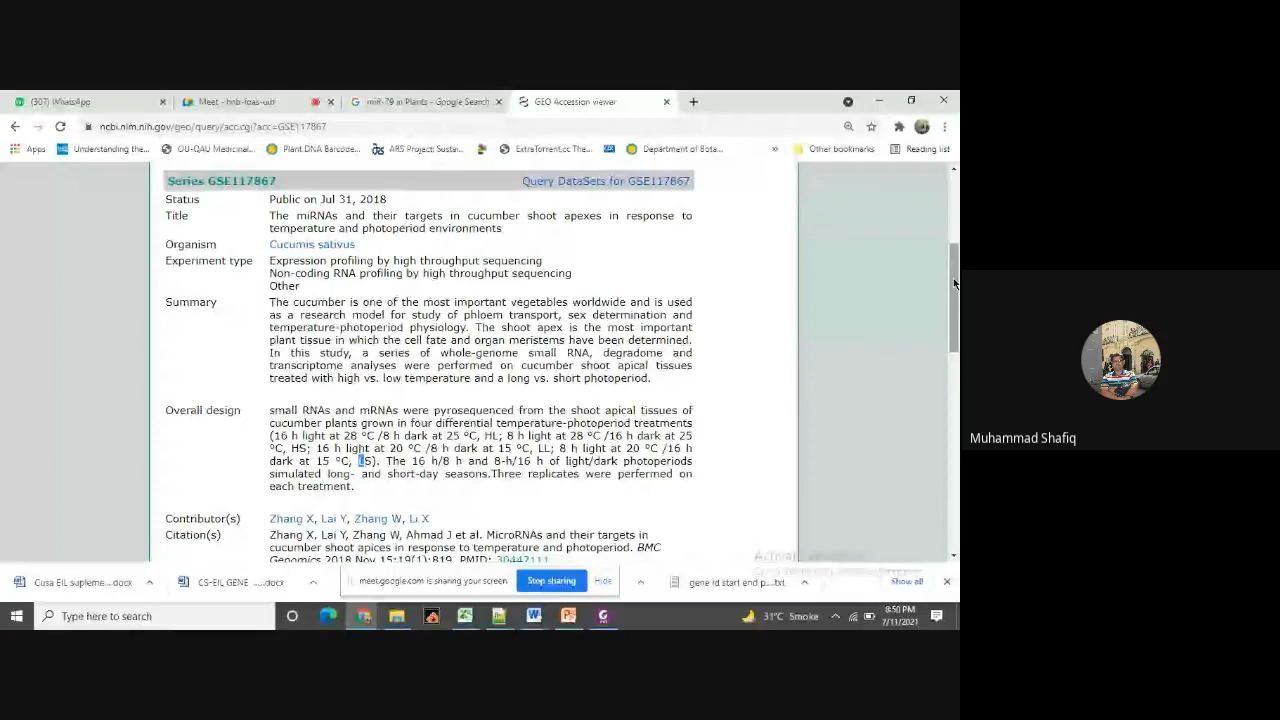 (307) WhatsApp
Meet - hnb-foas-uib
miR-79 in Plants - Google Search
GEO Accession viewer
ncbi.nlm.nih.gov/geo/query/acc.cgi?acc=GSE117867
Apps
Understanding the...
OU-QAU Medicinal...
Plant DNA Barcode...
ARS Project: Susta...
ExtraTorrent.cc The...
Department of Bota...
»
Other bookmarks
Reading list
Series GSE117867 Query DataSets for GSE117867
Status Public on Jul 31, 2018
Title The miRNAs and their targets in cucumber shoot apexes in response to
temperature and photoperiod environments
Organism Cucumis sativus
Experiment type Expression profiling by high throughput sequencing
Non-coding RNA profiling by high throughput sequencing
Other
Summary The cucumber is one of the most important vegetables worldwide and is used
as a research model for study of phloem transport, sex determination and
temperature-photoperiod physiology. The shoot apex is the most important
plant tissue in which the cell fate and organ meristems have been determined.
In this study, a series of whole-genome small RNA, degradome and
transcriptome analyses were performed on cucumber shoot apical tissues
treated with high vs. low temperature and a long vs. short photoperiod.
Overall design small RNAs and mRNAs were pyrosequenced from the shoot apical tissues of
cucumber plants grown in four differential temperature-photoperiod treatments
(16 h light at 28 °C /8 h dark at 25 °C, HL; 8 h light at 28 °C /16 h dark at 25
°C, HS; 16 h light at 20 °C /8 h dark at 15 °C, LL; 8 h light at 20 °C /16 h
dark at 15 °C, LS). The 16 h/8 h and 8-h/16 h of light/dark photoperiods
simulated long- and short-day seasons.Three replicates were performed on
each treatment.
Contributor(s) Zhang X, Lai Y, Zhang W, Li X
Citation(s) Zhang X, Lai Y, Zhang W, Ahmad J et al. MicroRNAs and their targets in
cucumber shoot apices in response to temperature and photoperiod. BMC
Genomics 2018 Nov 15;19(1):819. PMID: 30442111
Muhammad Shafiq
Cusa EIL supleme....docx
CS-EIL GENE ....docx
meet.google.com is sharing your screen.
Stop sharing
Hide
gene id start end p....txt
Show all
Type here to search
31°C Smoke
8:50 PM
7/11/2021